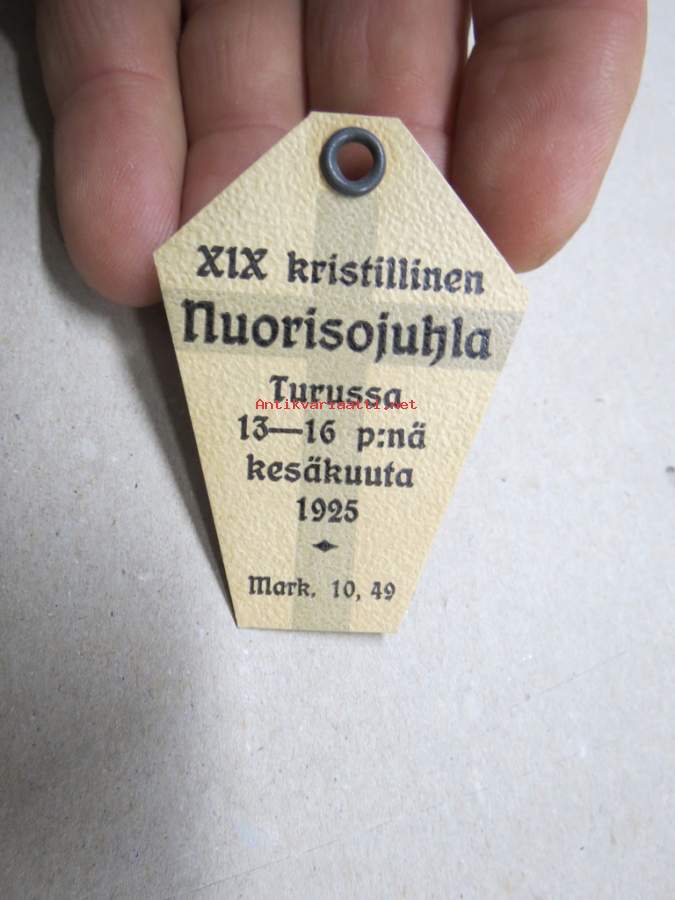 XIX kristillinen
Nuorisojuhla
Turussa
Antikvariaatti.net
13—16 p:nä
kesäkuuta
1925
Mark. 10, 49